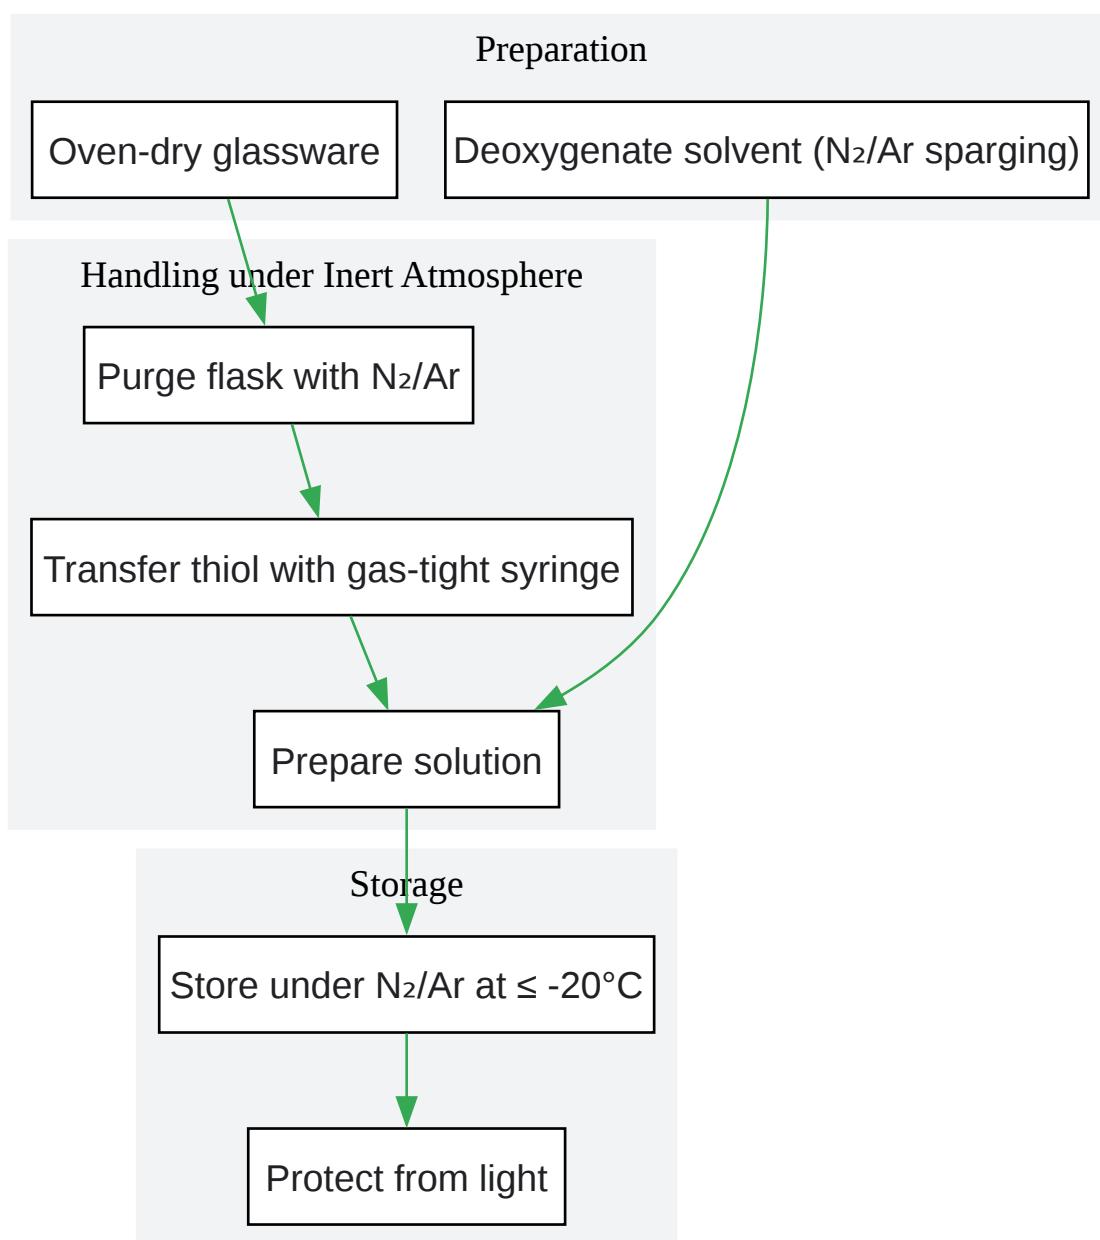 Preparation
Oven-dry glassware
Deoxygenate solvent (N₂/Ar sparging)
Handling under Inert Atmosphere
Purge flask with N₂/Ar
Transfer thiol with gas-tight syringe
Prepare solution
Storage
Store under N₂/Ar at ≤ -20°C
Protect from light